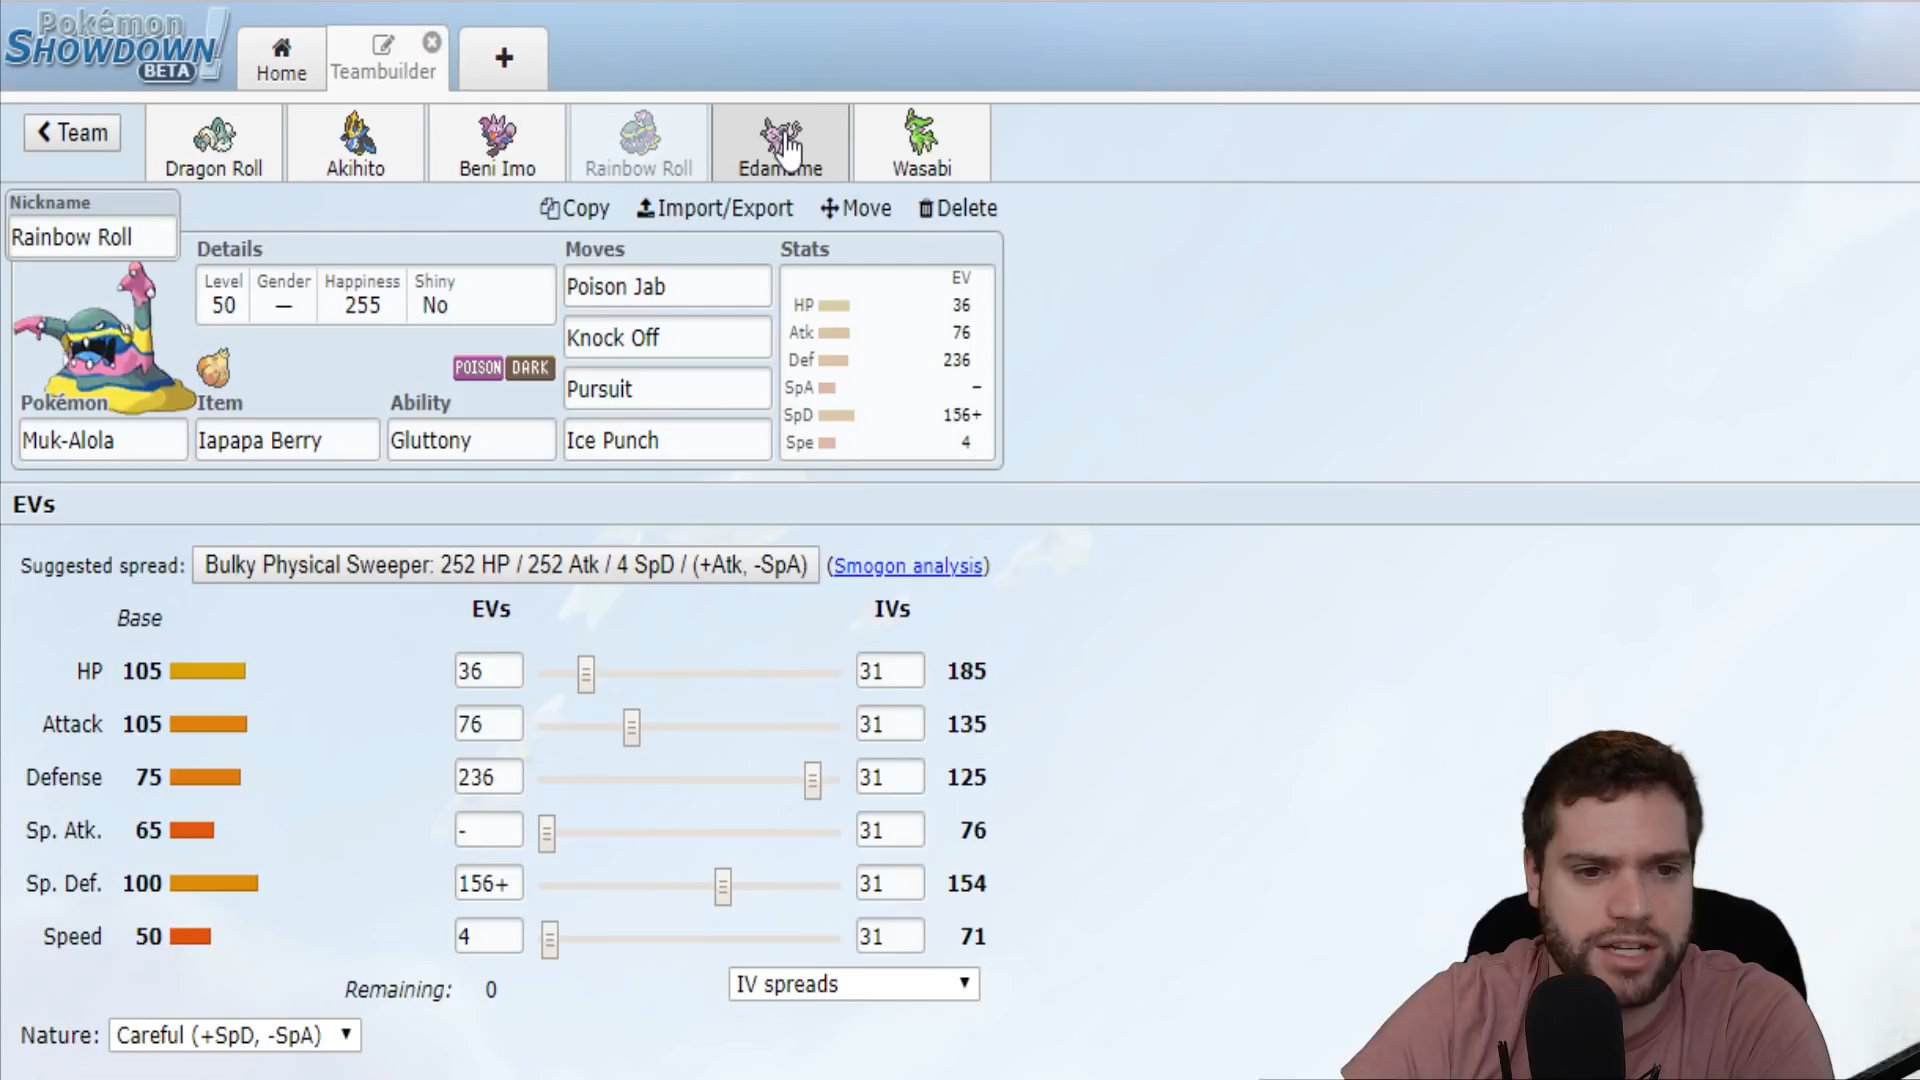 Pokémon
SHOWDOWN!
BETA
Home
Teambuilder
+
Team
Dragon Roll
Akihito
Beni Imo
Rainbow Roll
Edamame
Wasabi
Nickname
Rainbow Roll
Copy
Import/Export
Move
Delete
Details
Moves
Stats
Level
Gender
Happiness
Shiny
50
—
255
No
POISON
DARK
Pokémon
Muk-Alola
Item
Iapapa Berry
Ability
Gluttony
Poison Jab
Knock Off
Pursuit
Ice Punch
EV
HP 36
Atk 76
Def 236
SpA –
SpD 156+
Spe 4
EVs
Suggested spread: Bulky Physical Sweeper: 252 HP / 252 Atk / 4 SpD / (+Atk, -SpA) (Smogon analysis)
Base EVs IVs
HP 105 36 31 185
Attack 105 76 31 135
Defense 75 236 31 125
Sp. Atk. 65 - 31 76
Sp. Def. 100 156+ 31 154
Speed 50 4 31 71
Remaining: 0
IV spreads
Nature: Careful (+SpD, -SpA)